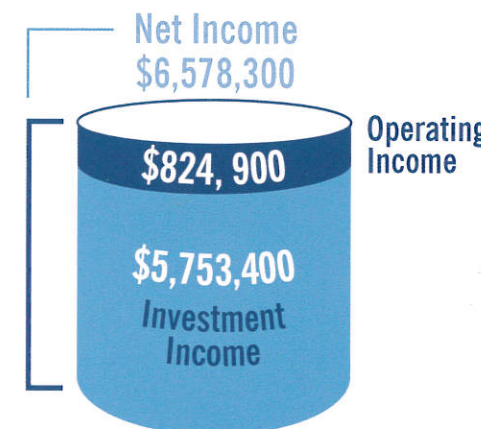 Net Income
$6,578,300
Operating
Income
$824, 900
$5,753,400
Investment
Income